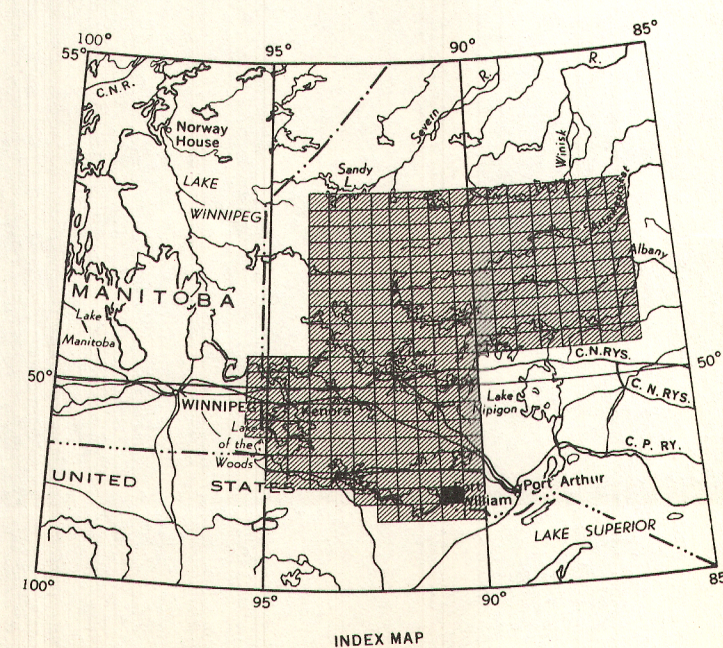 100°
95°
90°
85°
55°
C.N.R.
R.
R.
Norway
House
Severn
Winisk
Sandy
L.
LAKE
WINNIPEG
Attawapiskat
Albany
MANITOBA
Lake
Manitoba
C.N.RYS.
50°
50°
C.N.RYS.
WINNIPEG
Kenora
Lake
Nipigon
Lake
of the
Woods
C.P.RY.
UNITED
STATES
Fort
William
Port Arthur
LAKE SUPERIOR
100°
95°
90°
85
INDEX MAP